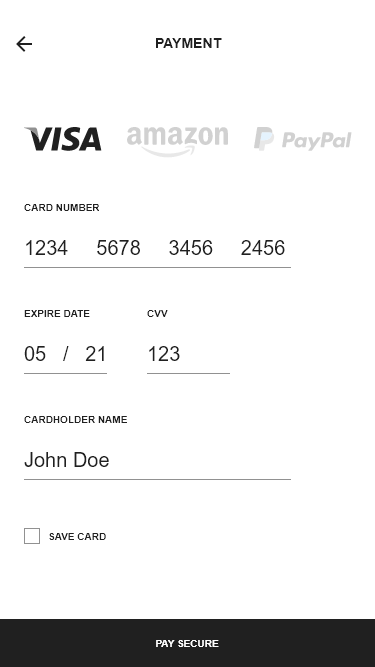 PAYMENT
VISA amazon PayPal
CARD NUMBER
1234 5678 3456 2456
EXPIRE DATE CVV
05 / 21 123
CARDHOLDER NAME
John Doe
SAVE CARD
PAY SECURE